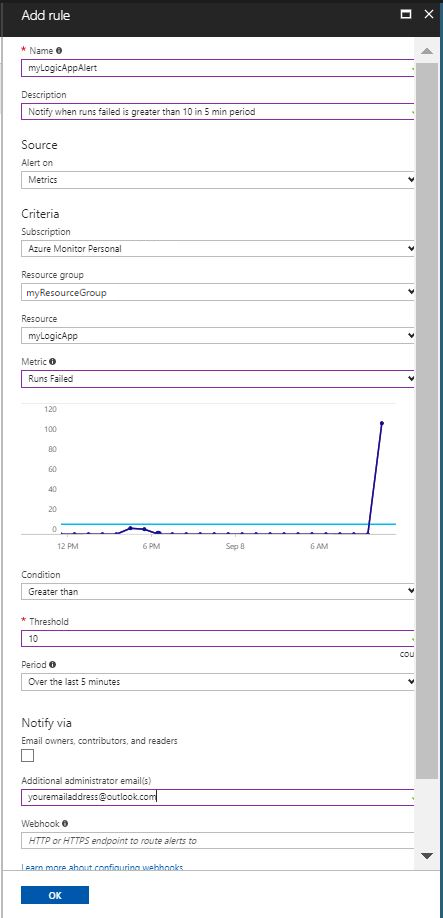 Add rule
* Name
myLogicAppAlert
Description
Notify when runs failed is greater than 10 in 5 min period
Source
Alert on
Metrics
Criteria
Subscription
Azure Monitor Personal
Resource group
myResourceGroup
Resource
myLogicApp
Metric
Runs Failed
120
100
80
60
40
20
0
12 PM 6 PM Sep 8 6 AM
Condition
Greater than
* Threshold
10
cou
Period
Over the last 5 minutes
Notify via
Email owners, contributors, and readers
Additional administrator email(s)
youremailaddress@outlook.com
Webhook
HTTP or HTTPS endpoint to route alerts to
Learn more about configuring webhooks
OK